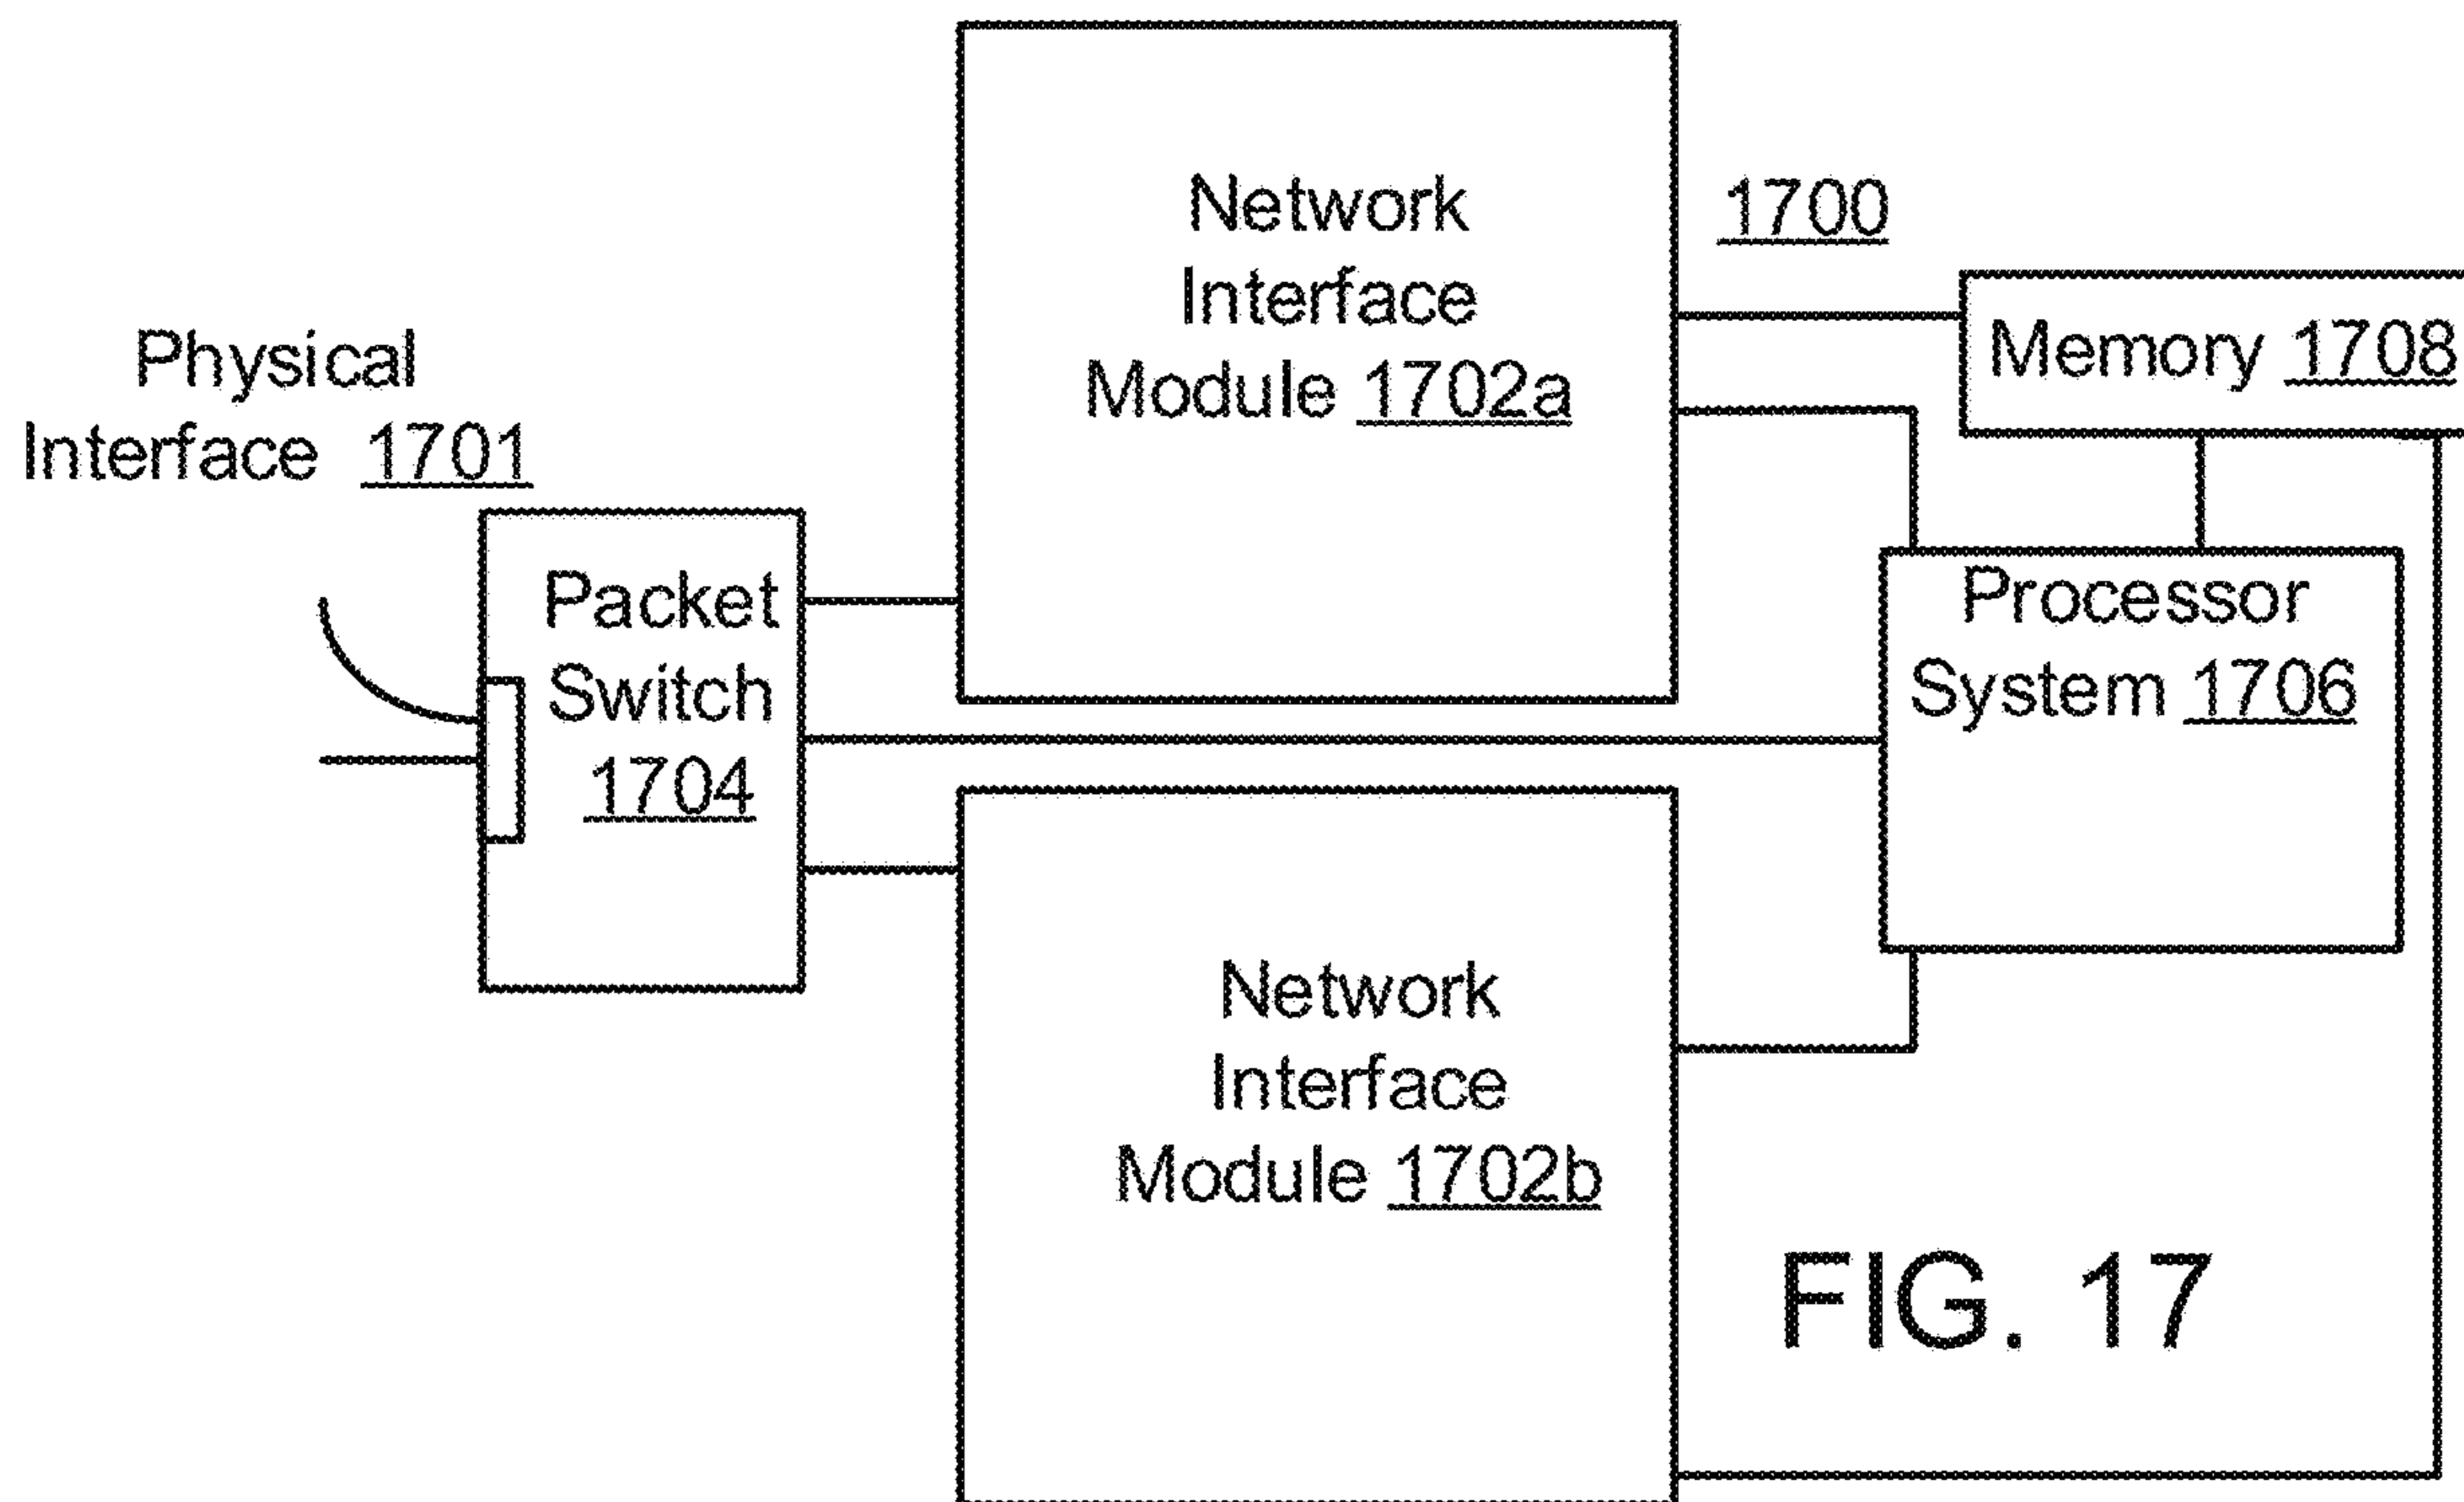 Physical
Interface 1701
Packet
Switch
1704
Network
Interface
Module 1702a
1700
Memory 1708
Processor
System 1706
Network
Interface
Module 1702b
FIG. 17